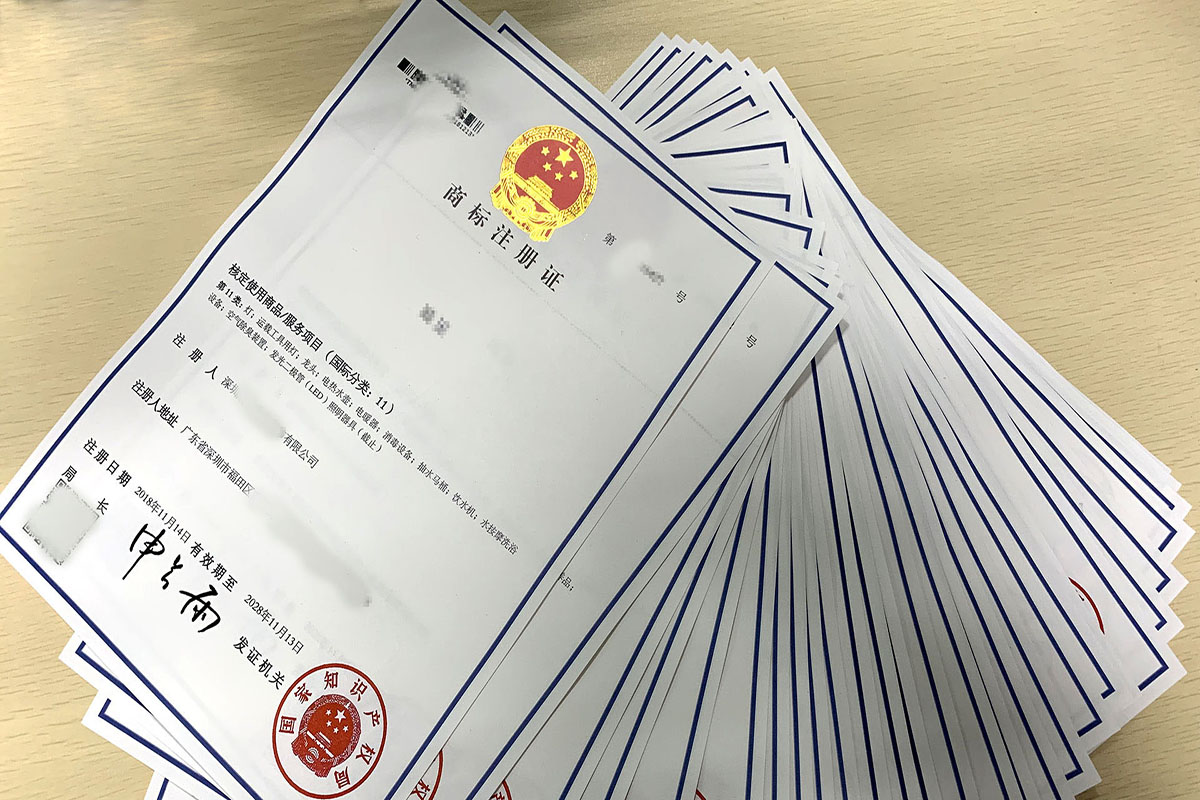 第 号
商标注册证
核定使用商品/服务项目（国际分类：11）
第11类：灯；运载工具用灯；龙头；电热水壶；电暖器；消毒设备；抽水马桶；饮水机；水按摩洗浴
设备；空气除臭装置；发光二极管（LED）照明器具（截止）
注 册 人 深圳 有限公司
注册人地址 广东省深圳市福田区
注册日期 2018年11月14日 有效期至 2028年11月13日
局 长 申长雨 发证机关
国家知识产权局
号